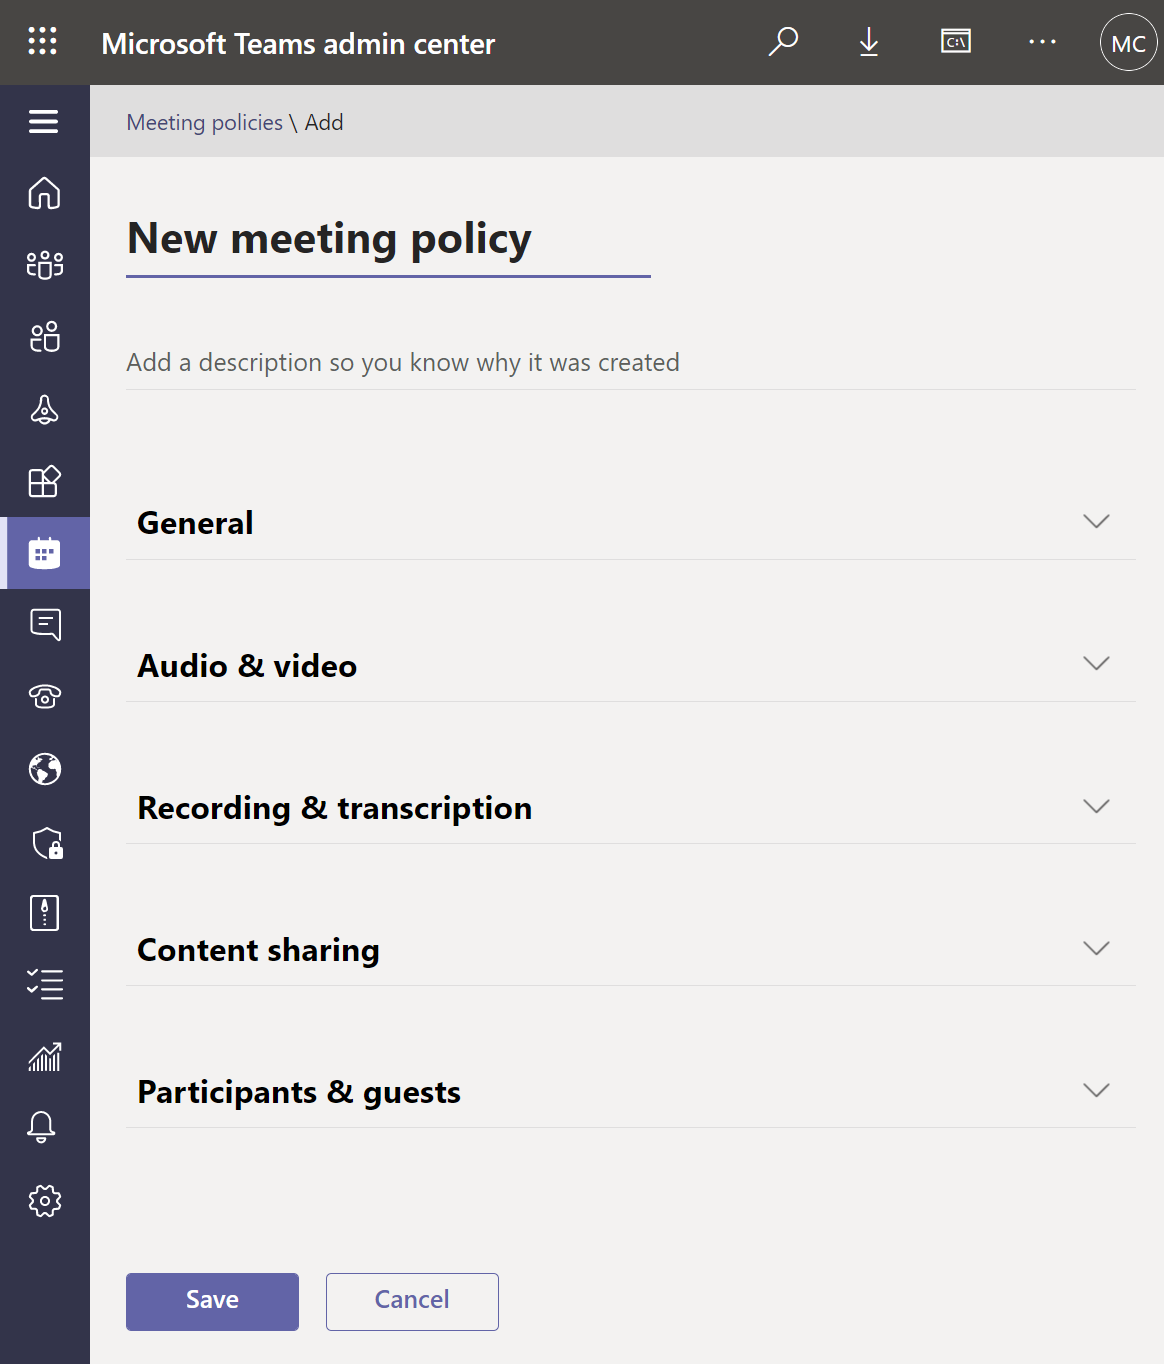 Microsoft Teams admin center
C:\
MC
Meeting policies \ Add
New meeting policy
Add a description so you know why it was created
General
Audio & video
Recording & transcription
Content sharing
Participants & guests
Save
Cancel